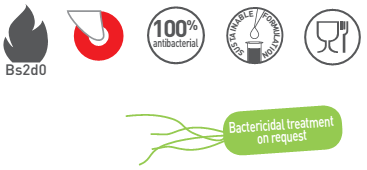 Bs2d0
100%
antibacterial
SUSTAINABLE FORMULATION
Bactericidal treatment
on request